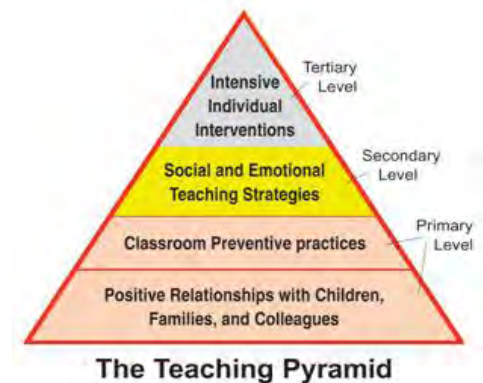 Intensive
Individual
Interventions
Tertiary
Level
Social and Emotional
Teaching Strategies
Secondary
Level
Classroom Preventive practices
Primary
Level
Positive Relationships with Children,
Families, and Colleagues
The Teaching Pyramid